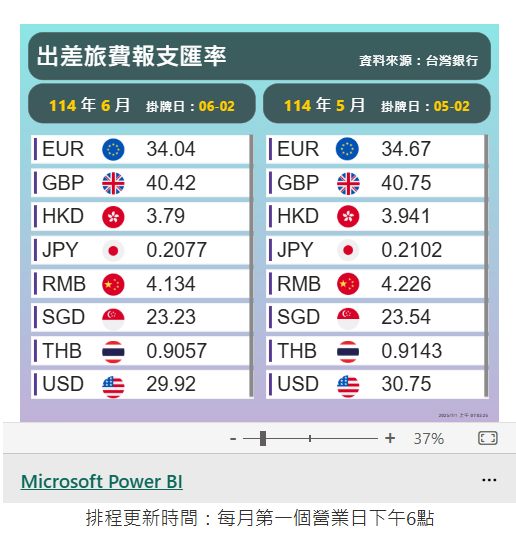 出差旅費報支匯率
資料來源：台灣銀行
114 年 6 月 掛牌日：06-02
EUR 34.04
GBP 40.42
HKD 3.79
JPY 0.2077
RMB 4.134
SGD 23.23
THB 0.9057
USD 29.92
114 年 5 月 掛牌日：05-02
EUR 34.67
GBP 40.75
HKD 3.941
JPY 0.2102
RMB 4.226
SGD 23.54
THB 0.9143
USD 30.75
- + 37%
Microsoft Power BI ...
排程更新時間：每月第一個營業日下午6點